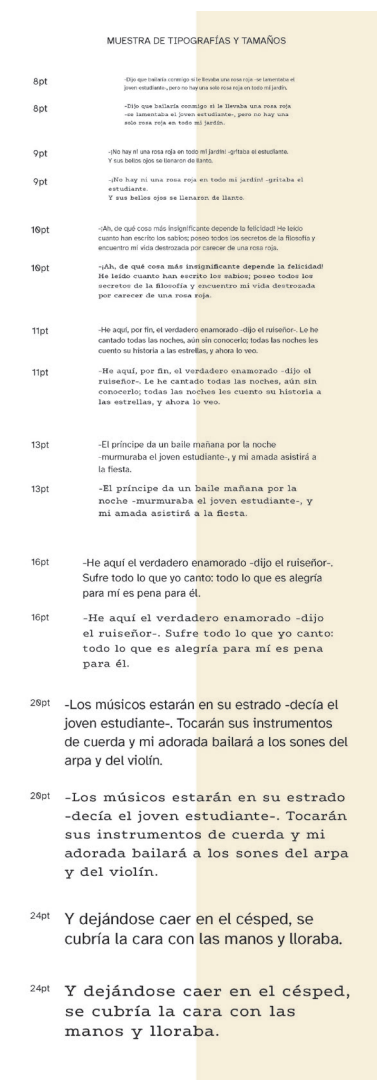 MUESTRA DE TIPOGRAFÍAS Y TAMAÑOS
8pt
-Dijo que bailaría conmigo si le llevaba una rosa roja -se lamentaba el
joven estudiante-, pero no hay una sola rosa roja en todo mi jardín.
8pt
-Dijo que bailaría conmigo si le llevaba una rosa roja
-se lamentaba el joven estudiante-, pero no hay una
sola rosa roja en todo mi jardín.
9pt
-¡No hay ni una rosa roja en todo mi jardín! -gritaba el estudiante.
Y sus bellos ojos se llenaron de llanto.
9pt
-¡No hay ni una rosa roja en todo mi jardín! -gritaba el
estudiante.
Y sus bellos ojos se llenaron de llanto.
10pt
-¡Ah, de qué cosa más insignificante depende la felicidad! He leído
cuanto han escrito los sabios; poseo todos los secretos de la filosofía y
encuentro mi vida destrozada por carecer de una rosa roja.
10pt
-¡Ah, de qué cosa más insignificante depende la felicidad!
He leído cuanto han escrito los sabios; poseo todos los
secretos de la filosofía y encuentro mi vida destrozada
por carecer de una rosa roja.
11pt
-He aquí, por fin, el verdadero enamorado -dijo el ruiseñor-. Le he
cantado todas las noches, aún sin conocerlo; todas las noches les
cuento su historia a las estrellas, y ahora lo veo.
11pt
-He aquí, por fin, el verdadero enamorado -dijo el
ruiseñor-. Le he cantado todas las noches, aún sin
conocerlo; todas las noches les cuento su historia a
las estrellas, y ahora lo veo.
13pt
-El príncipe da un baile mañana por la noche
-murmuraba el joven estudiante-, y mi amada asistirá a
la fiesta.
13pt
-El príncipe da un baile mañana por la
noche -murmuraba el joven estudiante-, y
mi amada asistirá a la fiesta.
16pt
-He aquí el verdadero enamorado -dijo el ruiseñor-.
Sufre todo lo que yo canto: todo lo que es alegría
para mí es pena para él.
16pt
-He aquí el verdadero enamorado -dijo
el ruiseñor-. Sufre todo lo que yo canto:
todo lo que es alegría para mí es pena
para él.
20pt
-Los músicos estarán en su estrado -decía el
joven estudiante-. Tocarán sus instrumentos
de cuerda y mi adorada bailará a los sones del
arpa y del violín.
20pt
-Los músicos estarán en su estrado
-decía el joven estudiante-. Tocarán
sus instrumentos de cuerda y mi
adorada bailará a los sones del arpa
y del violín.
24pt
Y dejándose caer en el césped, se
cubría la cara con las manos y lloraba.
24pt
Y dejándose caer en el césped,
se cubría la cara con las
manos y lloraba.